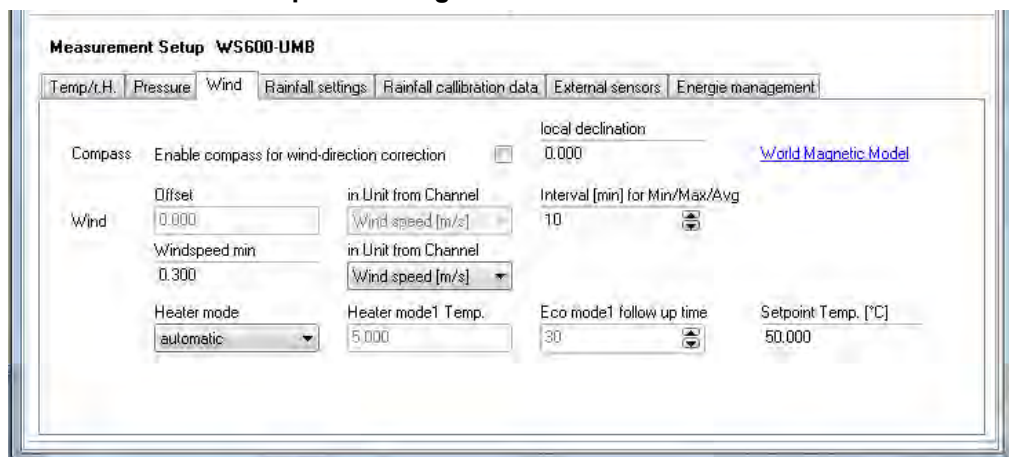 Measurement Setup WS600-UMB
Temp/r.H. Pressure Wind Rainfall settings Rainfall callibration data External sensors Energie management
local declination
Compass Enable compass for wind-direction correction 0.000 World Magnetic Model
Offset in Unit from Channel Interval [min] for Min/Max/Avg
Wind 0.000 Wind speed [m/s] 10
Windspeed min in Unit from Channel
0.300 Wind speed [m/s]
Heater mode Heater mode1 Temp. Eco mode1 follow up time Setpoint Temp. [°C]
automatic 5.000 30 50.000